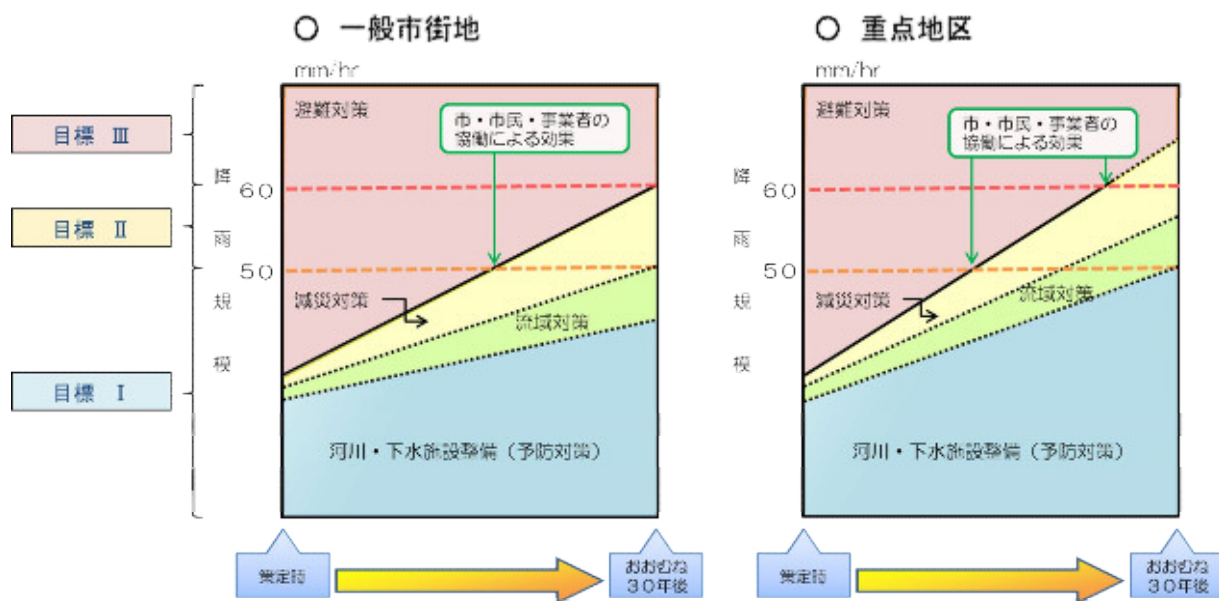 ○ 一般市街地
mm/hr
避難対策
市・市民・事業者の
協働による効果
目標 Ⅲ
目標 Ⅱ
目標 Ⅰ
降雨規模
60
50
減災対策
流域対策
河川・下水施設整備（予防対策）
策定時
おおむね
30年後
○ 重点地区
mm/hr
避難対策
市・市民・事業者の
協働による効果
降雨規模
60
50
減災対策
流域対策
河川・下水施設整備（予防対策）
策定時
おおむね
30年後